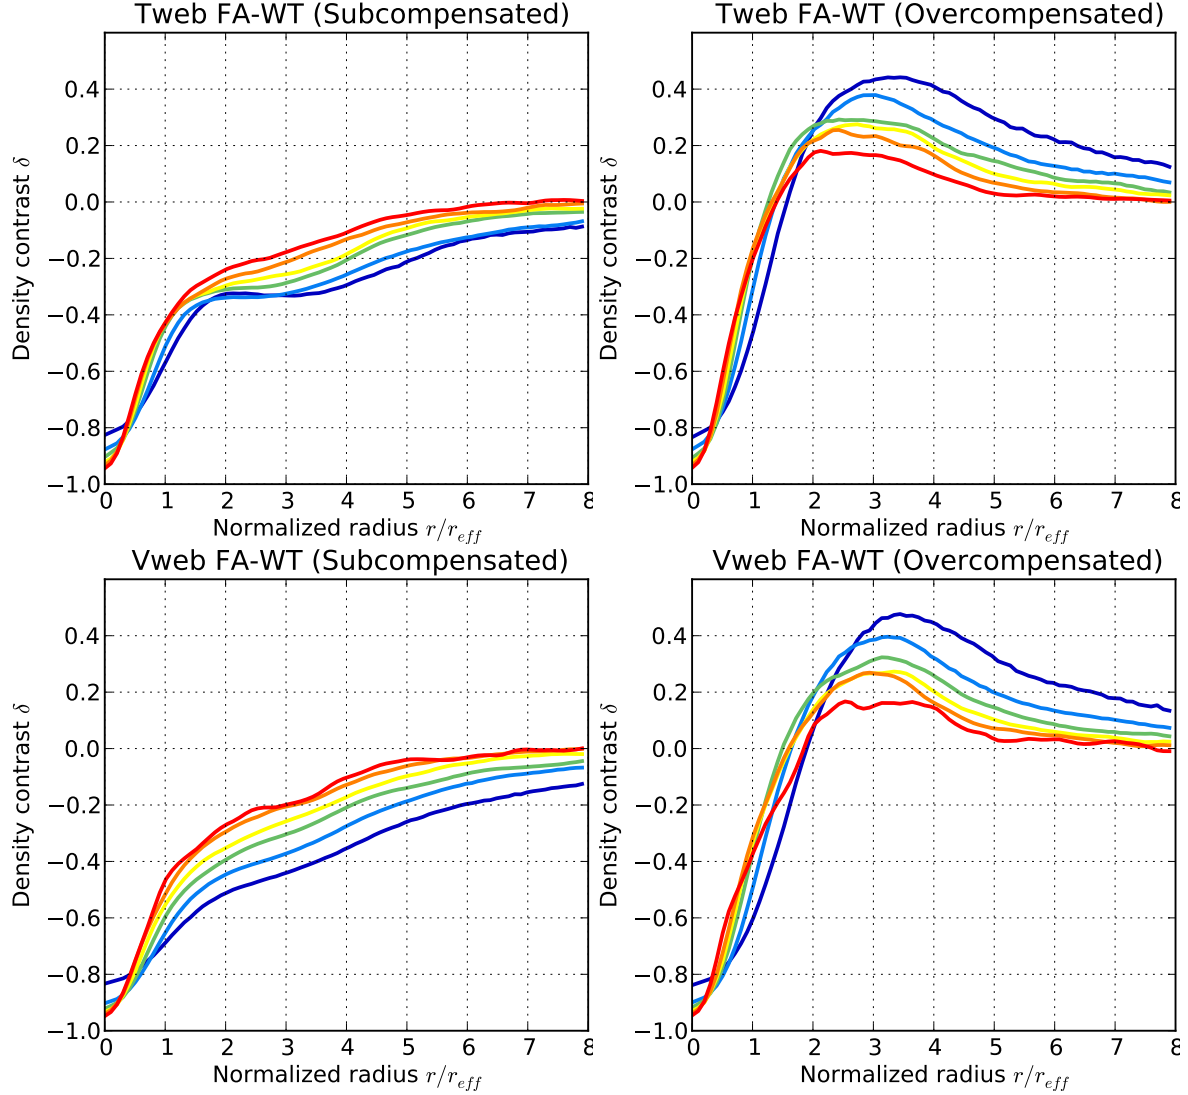 Tweb FA-WT (Subcompensated)
Density contrast δ
0.4
0.2
0.0
−0.2
−0.4
−0.6
−0.8
−1.0
0 1 2 3 4 5 6 7 8
Normalized radius r/r_eff
Tweb FA-WT (Overcompensated)
Density contrast δ
0.4
0.2
0.0
−0.2
−0.4
−0.6
−0.8
−1.0
0 1 2 3 4 5 6 7 8
Normalized radius r/r_eff
Vweb FA-WT (Subcompensated)
Density contrast δ
0.4
0.2
0.0
−0.2
−0.4
−0.6
−0.8
−1.0
0 1 2 3 4 5 6 7 8
Normalized radius r/r_eff
Vweb FA-WT (Overcompensated)
Density contrast δ
0.4
0.2
0.0
−0.2
−0.4
−0.6
−0.8
−1.0
0 1 2 3 4 5 6 7 8
Normalized radius r/r_eff